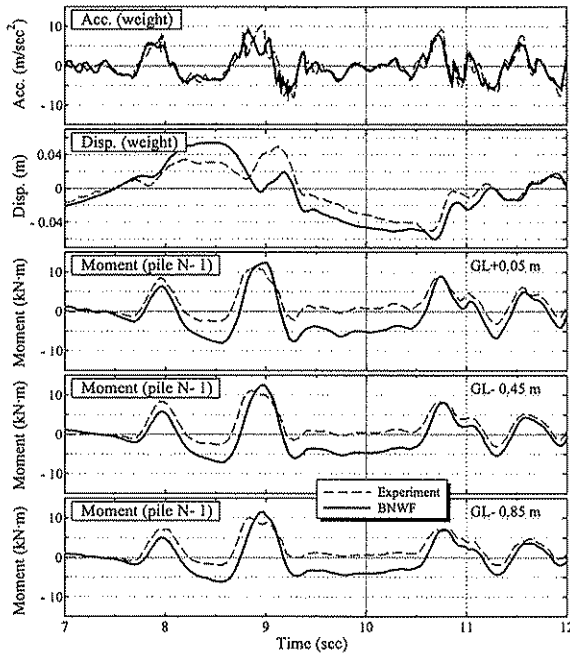 Acc. (weight)
Acc. (m/sec²)
10
0
- 10
Disp. (weight)
Disp. (m)
0.04
0
- 0.04
Moment (pile N- 1)
GL+0,05 m
Moment (kN·m)
10
0
- 10
Moment (pile N- 1)
GL- 0,45 m
Moment (kN·m)
10
0
- 10
Experiment
BNWF
Moment (pile N- 1)
GL- 0,85 m
Moment (kN·m)
10
0
- 10
7 8 9 10 11 12
Time (sec)